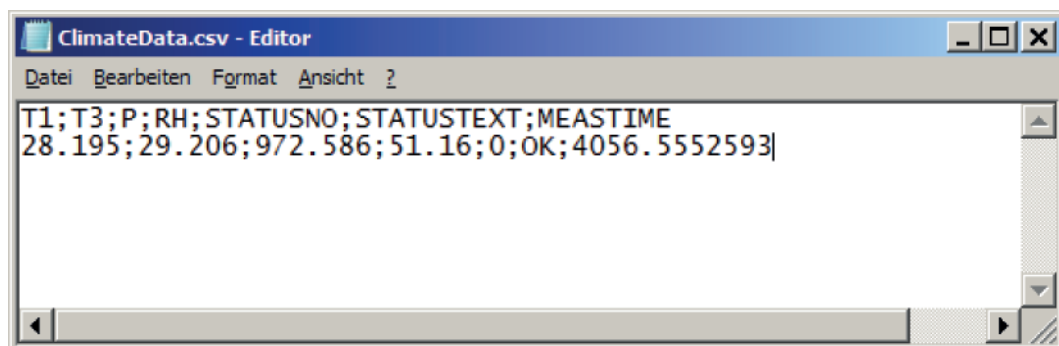 ClimateData.csv - Editor
Datei Bearbeiten Format Ansicht ?
T1;T3;P;RH;STATUSNO;STATUSTEXT;MEASTIME
28.195;29.206;972.586;51.16;0;OK;4056.5552593